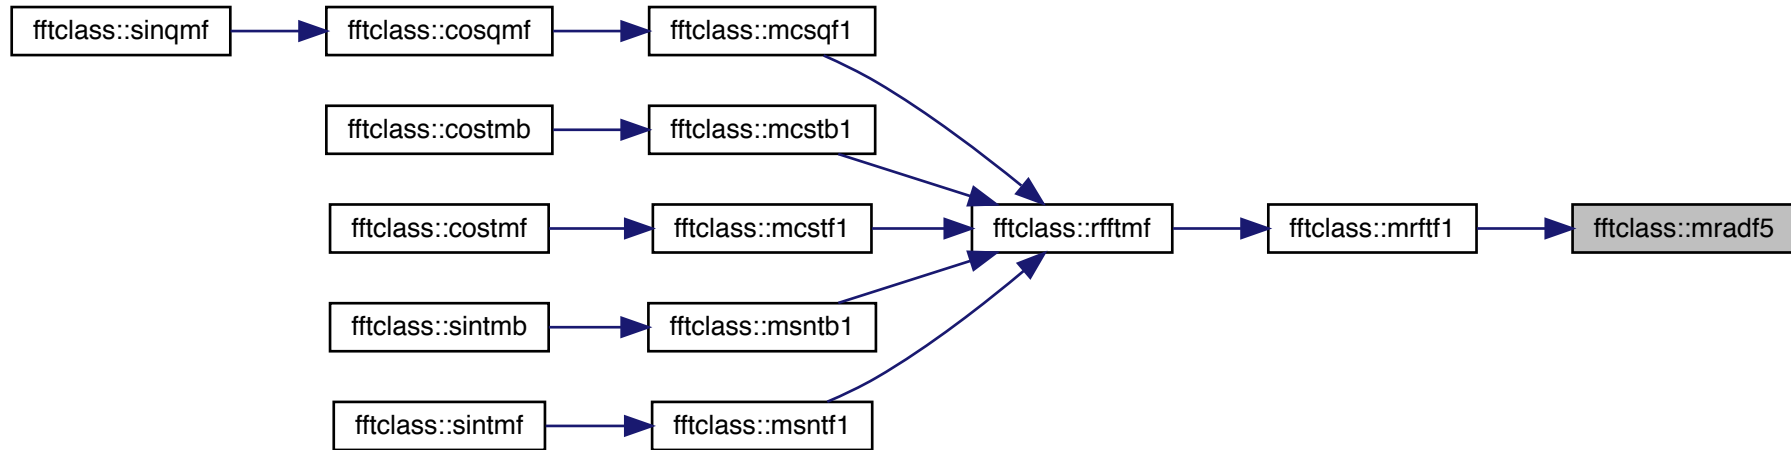 fftclass::sinqmf
fftclass::cosqmf
fftclass::mcsqf1
fftclass::costmb
fftclass::mcstb1
fftclass::costmf
fftclass::mcstf1
fftclass::rfftmf
fftclass::mrftf1
fftclass::mradf5
fftclass::sintmb
fftclass::msntb1
fftclass::sintmf
fftclass::msntf1